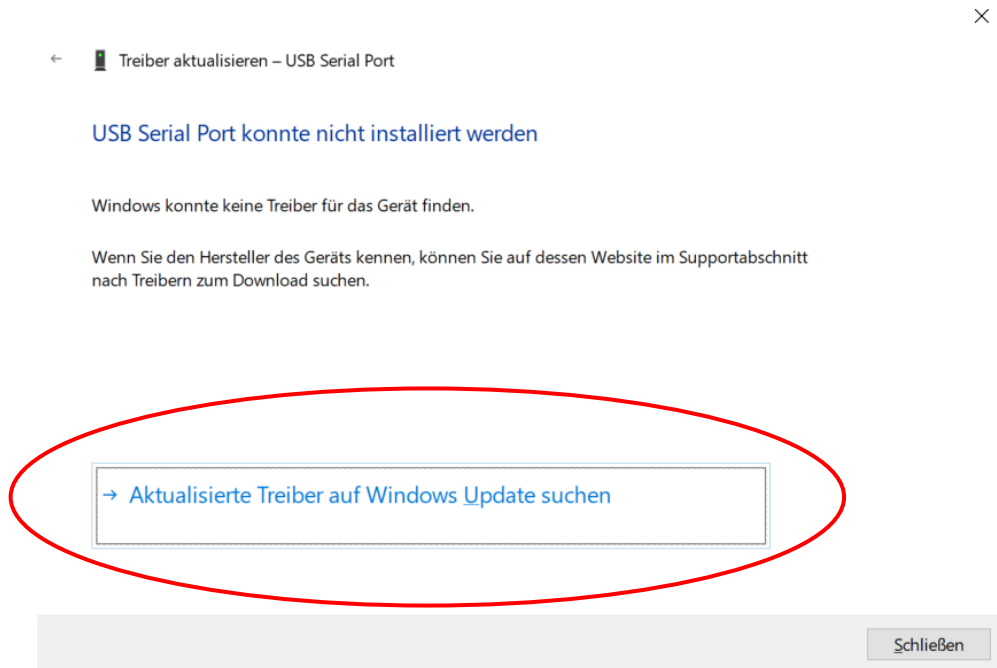 Treiber aktualisieren – USB Serial Port
USB Serial Port konnte nicht installiert werden
Windows konnte keine Treiber für das Gerät finden.
Wenn Sie den Hersteller des Geräts kennen, können Sie auf dessen Website im Supportabschnitt
nach Treibern zum Download suchen.
Aktualisierte Treiber auf Windows Update suchen
Schließen